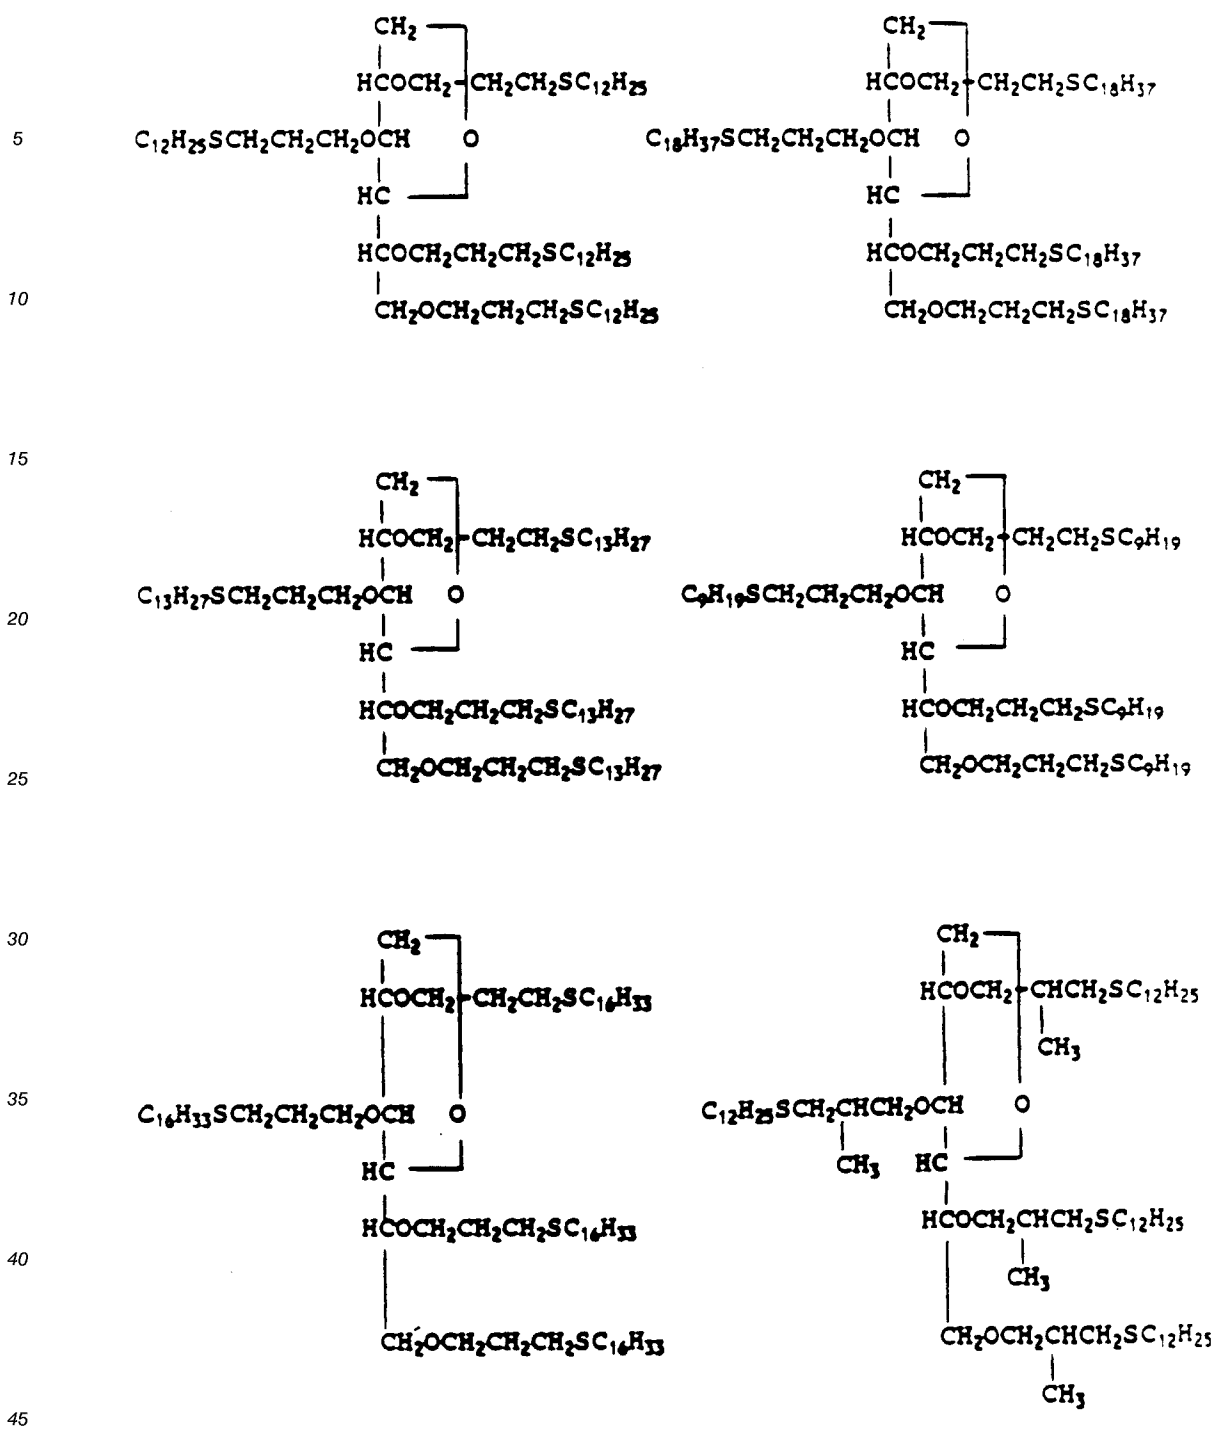 CH₂ CH₂
HCOCH₂-CH₂CH₂SC₁₂H₂₅ HCOCH₂-CH₂CH₂SC₁₈H₃₇
5 C₁₂H₂₅SCH₂CH₂CH₂OCH O C₁₈H₃₇SCH₂CH₂CH₂OCH O
HC HC
HCOCH₂CH₂CH₂SC₁₂H₂₅ HCOCH₂CH₂CH₂SC₁₈H₃₇
10 CH₂OCH₂CH₂CH₂SC₁₂H₂₅ CH₂OCH₂CH₂CH₂SC₁₈H₃₇
15
CH₂ CH₂
HCOCH₂-CH₂CH₂SC₁₃H₂₇ HCOCH₂-CH₂CH₂SC₉H₁₉
C₁₃H₂₇SCH₂CH₂CH₂OCH O C₉H₁₉SCH₂CH₂CH₂OCH O
20
HC HC
HCOCH₂CH₂CH₂SC₁₃H₂₇ HCOCH₂CH₂CH₂SC₉H₁₉
CH₂OCH₂CH₂CH₂SC₁₃H₂₇ CH₂OCH₂CH₂CH₂SC₉H₁₉
25
30 CH₂ CH₂
HCOCH₂-CH₂CH₂SC₁₆H₃₃ HCOCH₂-CHCH₂SC₁₂H₂₅
CH₃
35 C₁₆H₃₃SCH₂CH₂CH₂OCH O C₁₂H₂₅SCH₂CHCH₂OCH O
HC CH₃ HC
HCOCH₂CH₂CH₂SC₁₆H₃₃ HCOCH₂CHCH₂SC₁₂H₂₅
40
CH₃
CH₂OCH₂CH₂CH₂SC₁₆H₃₃ CH₂OCH₂CHCH₂SC₁₂H₂₅
CH₃
45